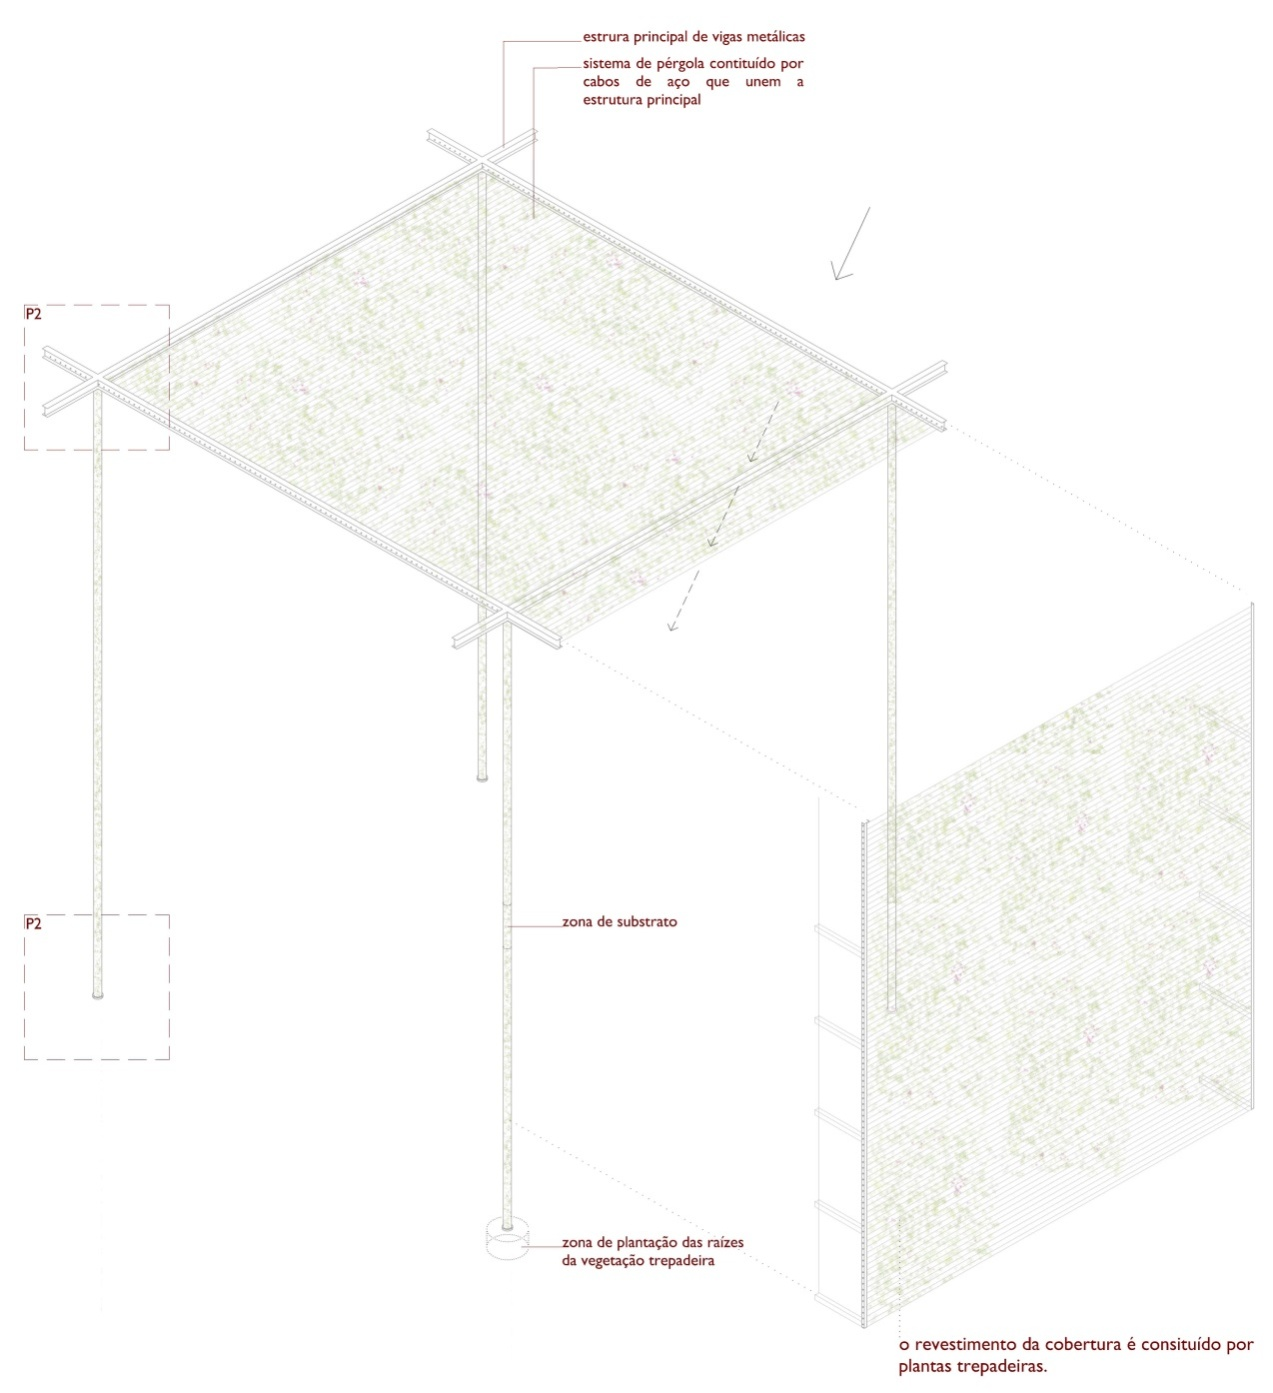 estrura principal de vigas metálicas
sistema de pérgola contituído por
cabos de aço que unem a
estrutura principal
P2
P2
zona de substrato
zona de plantação das raízes
da vegetação trepadeira
o revestimento da cobertura é consituído por
plantas trepadeiras.